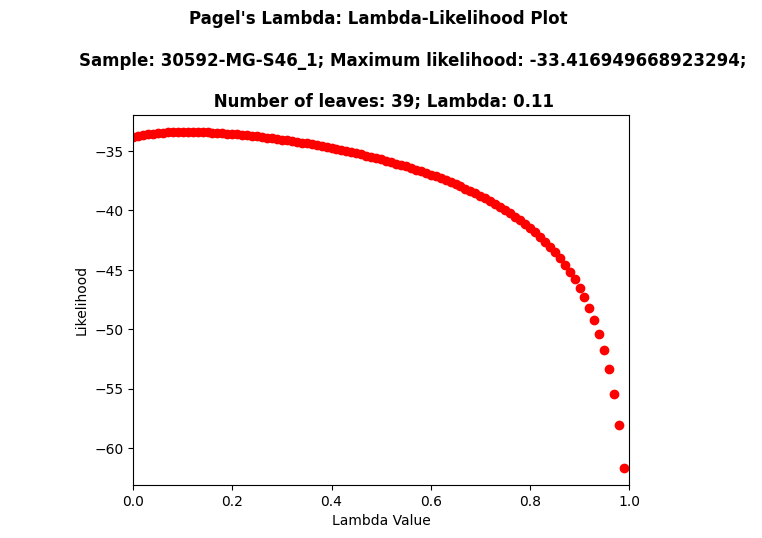 Pagel's Lambda: Lambda-Likelihood Plot
Sample: 30592-MG-S46_1; Maximum likelihood: -33.416949668923294;
Number of leaves: 39; Lambda: 0.11
−35
−40
−45
−50
−55
−60
Likelihood
0.0 0.2 0.4 0.6 0.8 1.0
Lambda Value